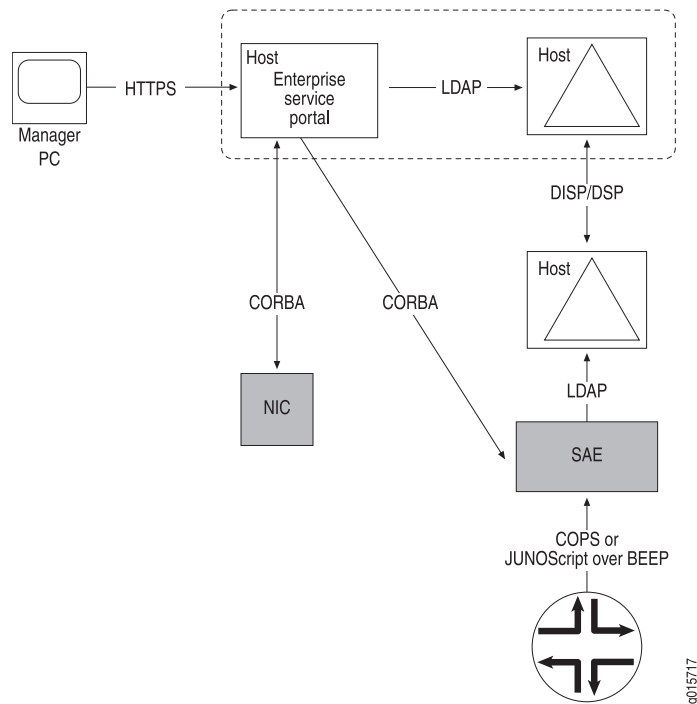 Host
Enterprise
service
portal
Host
HTTPS
LDAP
Manager
PC
DISP/DSP
Host
CORBA
CORBA
LDAP
NIC
SAE
COPS or
JUNOScript over BEEP
g015717